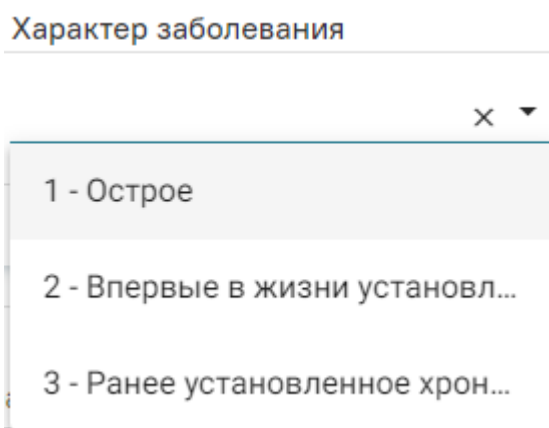 Характер заболевания
1 - Острое
2 - Впервые в жизни установл...
3 - Ранее установленное хрон...